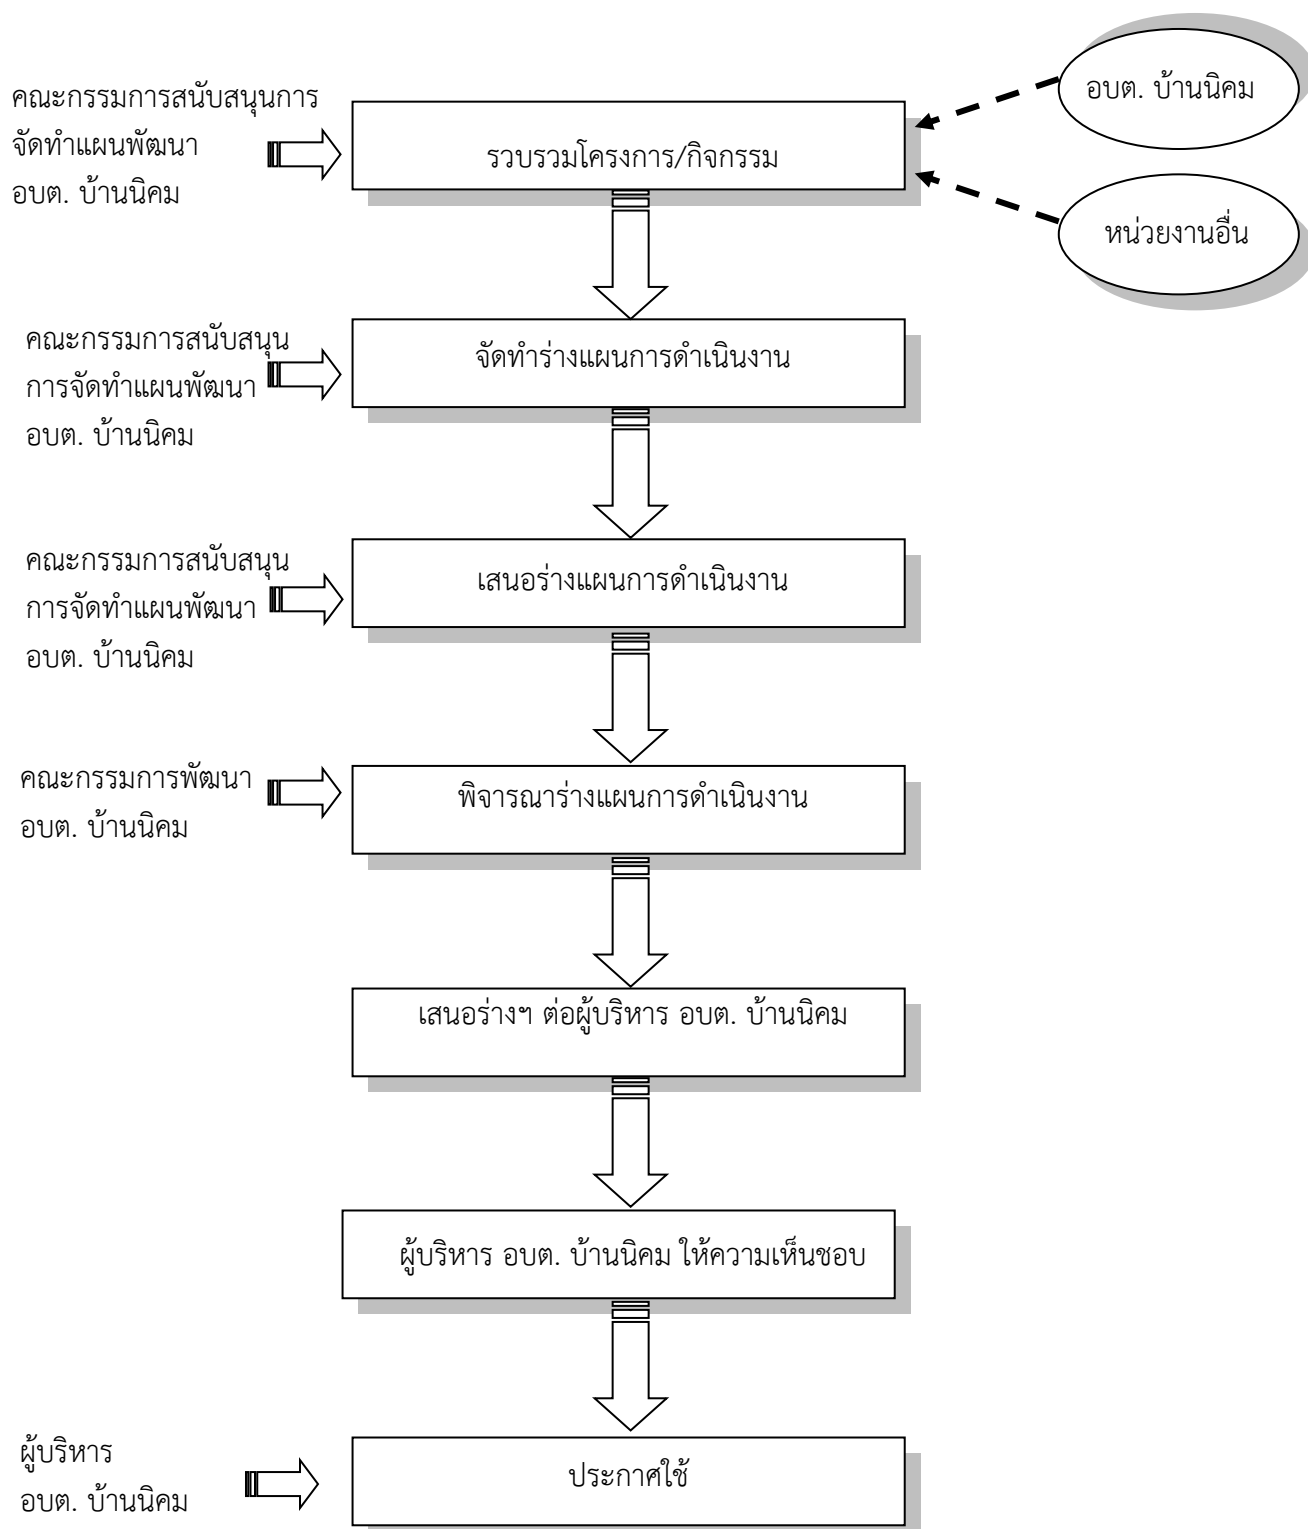 อบต. บ้านนิคม
คณะกรรมการสนับสนุนการ
จัดทำแผนพัฒนา
อบต. บ้านนิคม
รวบรวมโครงการ/กิจกรรม
หน่วยงานอื่น
คณะกรรมการสนับสนุน
การจัดทำแผนพัฒนา
อบต. บ้านนิคม
จัดทำร่างแผนการดำเนินงาน
คณะกรรมการสนับสนุน
การจัดทำแผนพัฒนา
อบต. บ้านนิคม
เสนอร่างแผนการดำเนินงาน
คณะกรรมการพัฒนา
อบต. บ้านนิคม
พิจารณาร่างแผนการดำเนินงาน
เสนอร่างฯ ต่อผู้บริหาร อบต. บ้านนิคม
ผู้บริหาร อบต. บ้านนิคม ให้ความเห็นชอบ
ผู้บริหาร
อบต. บ้านนิคม
ประกาศใช้